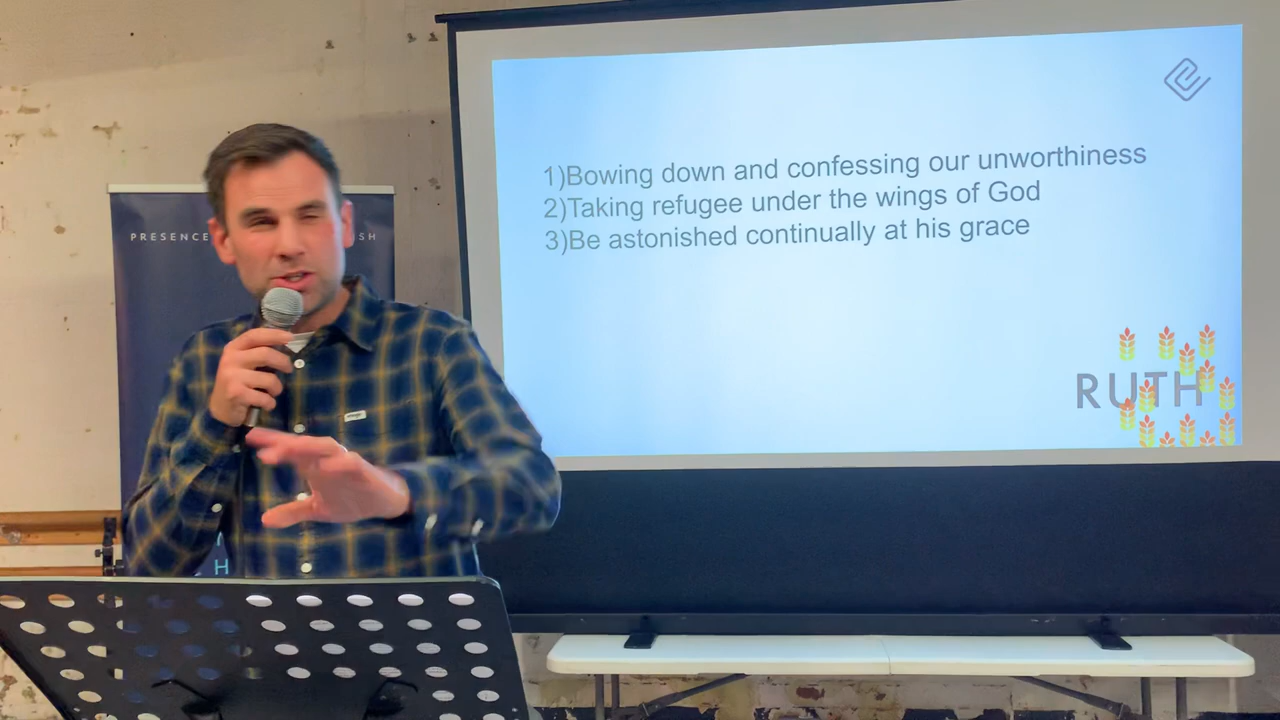 1)Bowing down and confessing our unworthiness
2)Taking refugee under the wings of God
3)Be astonished continually at his grace
RUTH
PRESENCE
SH
H